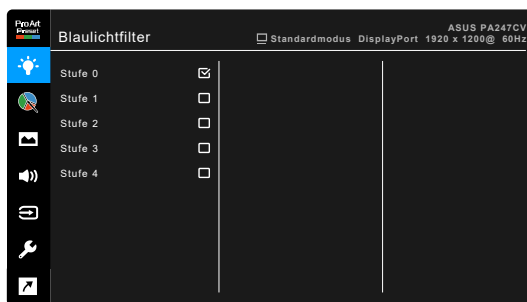 ProArt
Preset
Blaulichtfilter
ASUS PA247CV
Standardmodus DisplayPort 1920 x 1200@ 60Hz
Stufe 0
Stufe 1
Stufe 2
Stufe 3
Stufe 4